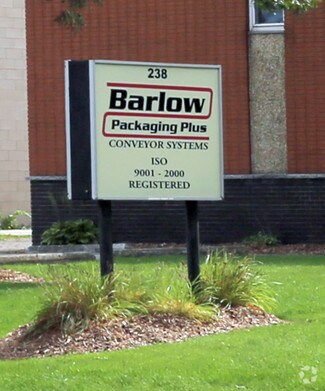 238
Barlow
Packaging Plus
CONVEYOR SYSTEMS
ISO
9001 - 2000
REGISTERED